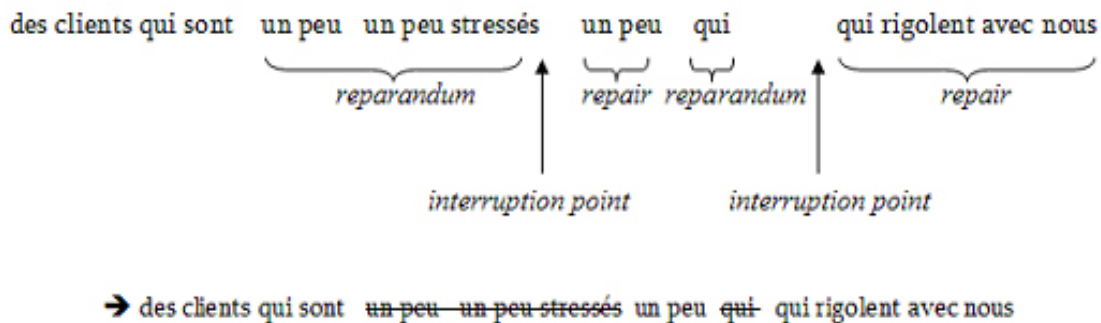 des clients qui sont un peu un peu stressés un peu qui qui rigolent avec nous
reparandum repair reparandum repair
interruption point interruption point
➔ des clients qui sont un peu un peu stressés un peu qui qui rigolent avec nous